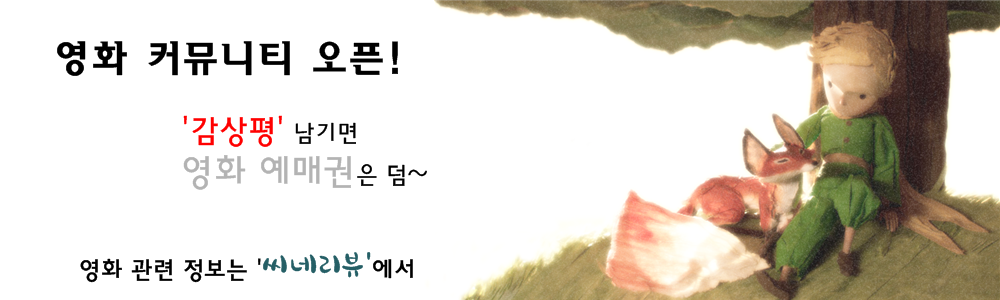 영화 커뮤니티 오픈!
'감상평' 남기면
영화 예매권은 덤~
영화 관련 정보는 '씨네리뷰'에서